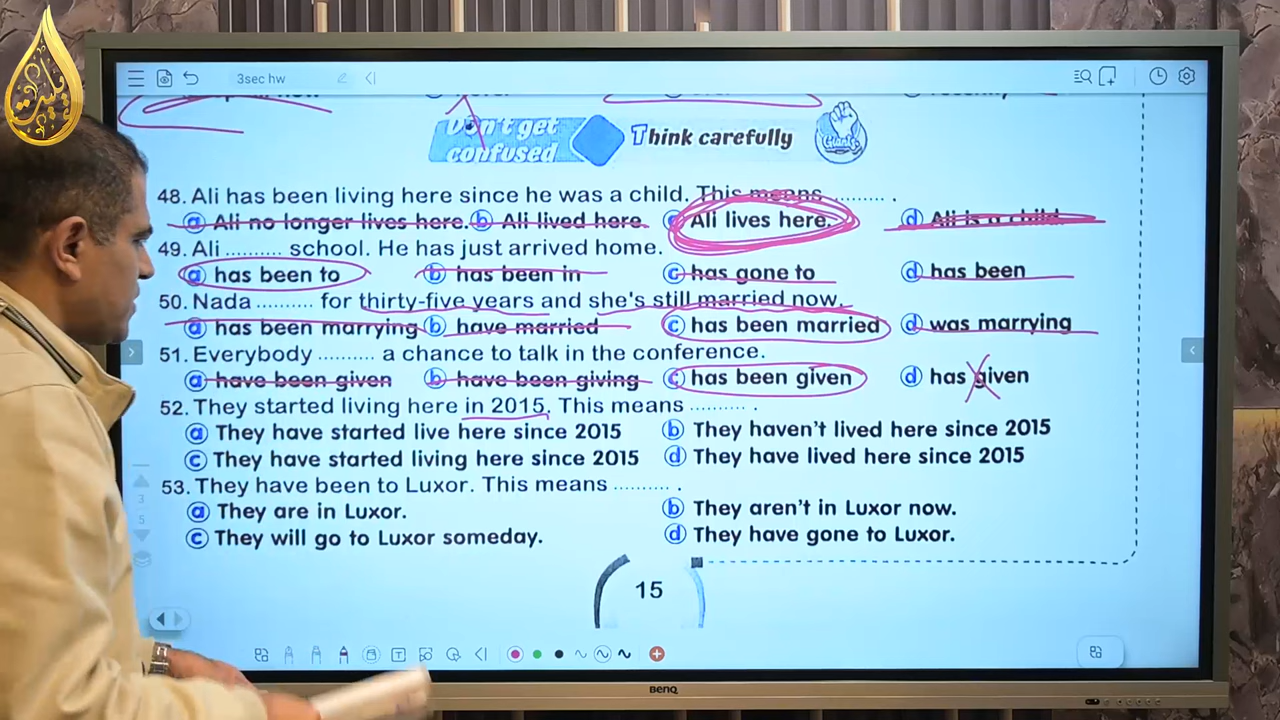 3sec hw
Don't get
confused
Think carefully
Giants
48. Ali has been living here since he was a child. This means .......... .
a Ali no longer lives here. b Ali lived here. c Ali lives here. d Ali is a child.
49. Ali .......... school. He has just arrived home.
a has been to b has been in c has gone to d has been
50. Nada .......... for thirty-five years and she's still married now.
a has been marrying b have married c has been married d was marrying
51. Everybody .......... a chance to talk in the conference.
a have been given b have been giving c has been given d has given
52. They started living here in 2015. This means .......... .
a They have started live here since 2015 b They haven't lived here since 2015
c They have started living here since 2015 d They have lived here since 2015
53. They have been to Luxor. This means .......... .
a They are in Luxor. b They aren't in Luxor now.
c They will go to Luxor someday. d They have gone to Luxor.
15
3
5
BenQ